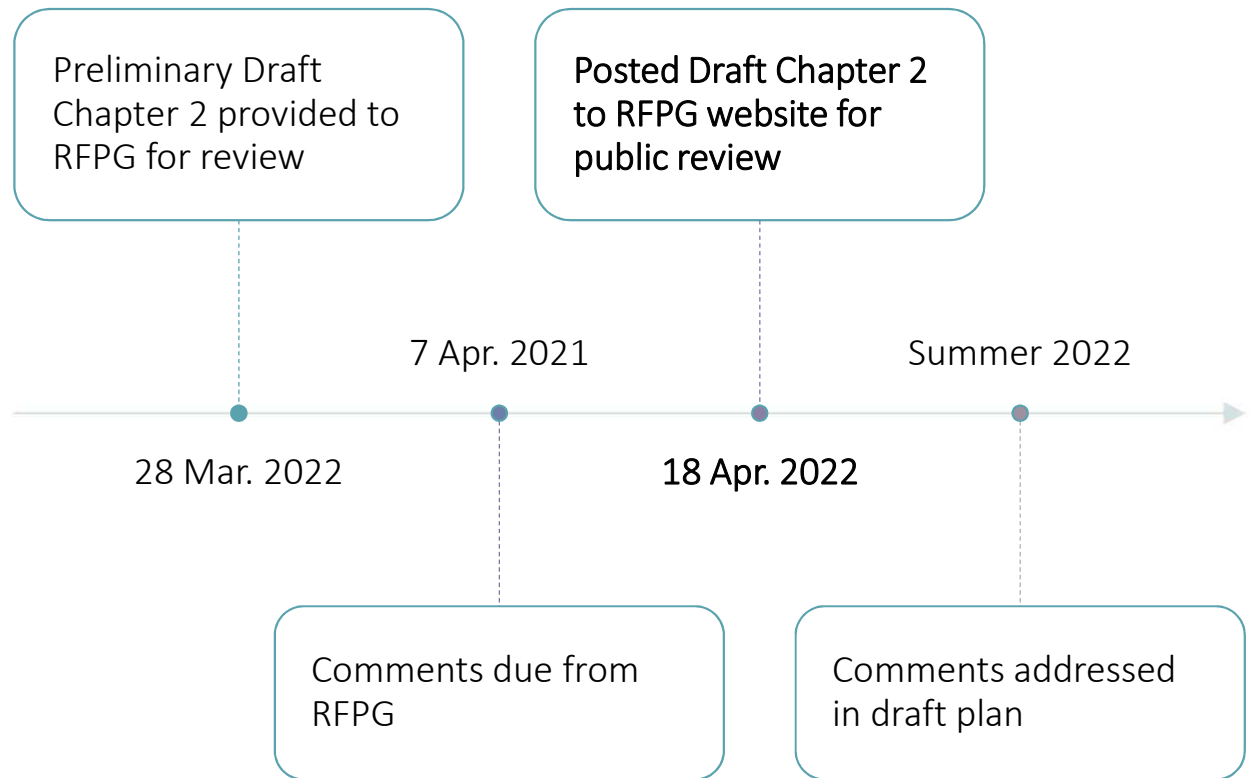 Preliminary Draft
Chapter 2 provided to
RFPG for review
Posted Draft Chapter 2
to RFPG website for
public review
7 Apr. 2021
Summer 2022
28 Mar. 2022
18 Apr. 2022
Comments due from
RFPG
Comments addressed
in draft plan